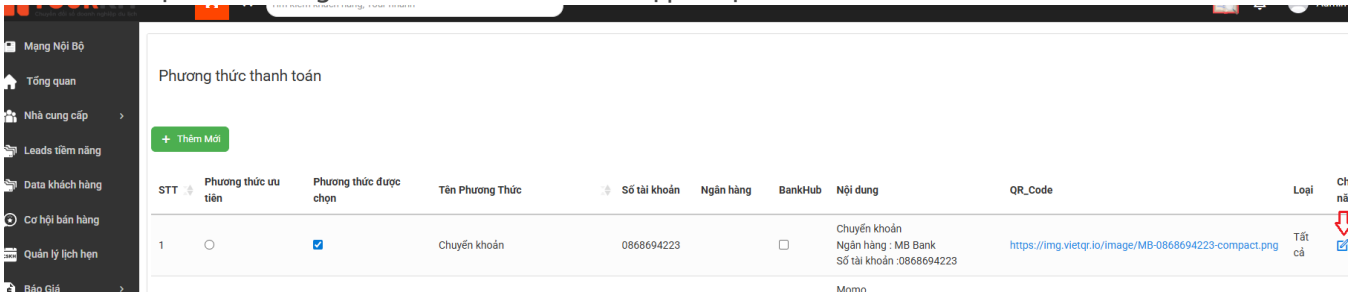 Mạng Nội Bộ
Tổng quan
Nhà cung cấp
Leads tiềm năng
Data khách hàng
Cơ hội bán hàng
Quản lý lịch hẹn
Báo Giá
Phương thức thanh toán
+ Thêm Mới
STT Phương thức ưu tiên Phương thức được chọn Tên Phương Thức Số tài khoản Ngân hàng BankHub Nội dung QR_Code Loại
1 Chuyển khoản 0868694223
Chuyển khoản
Ngân hàng : MB Bank
Số tài khoản :0868694223
https://img.vietqr.io/image/MB-0868694223-compact.png
Tất cả
Momo